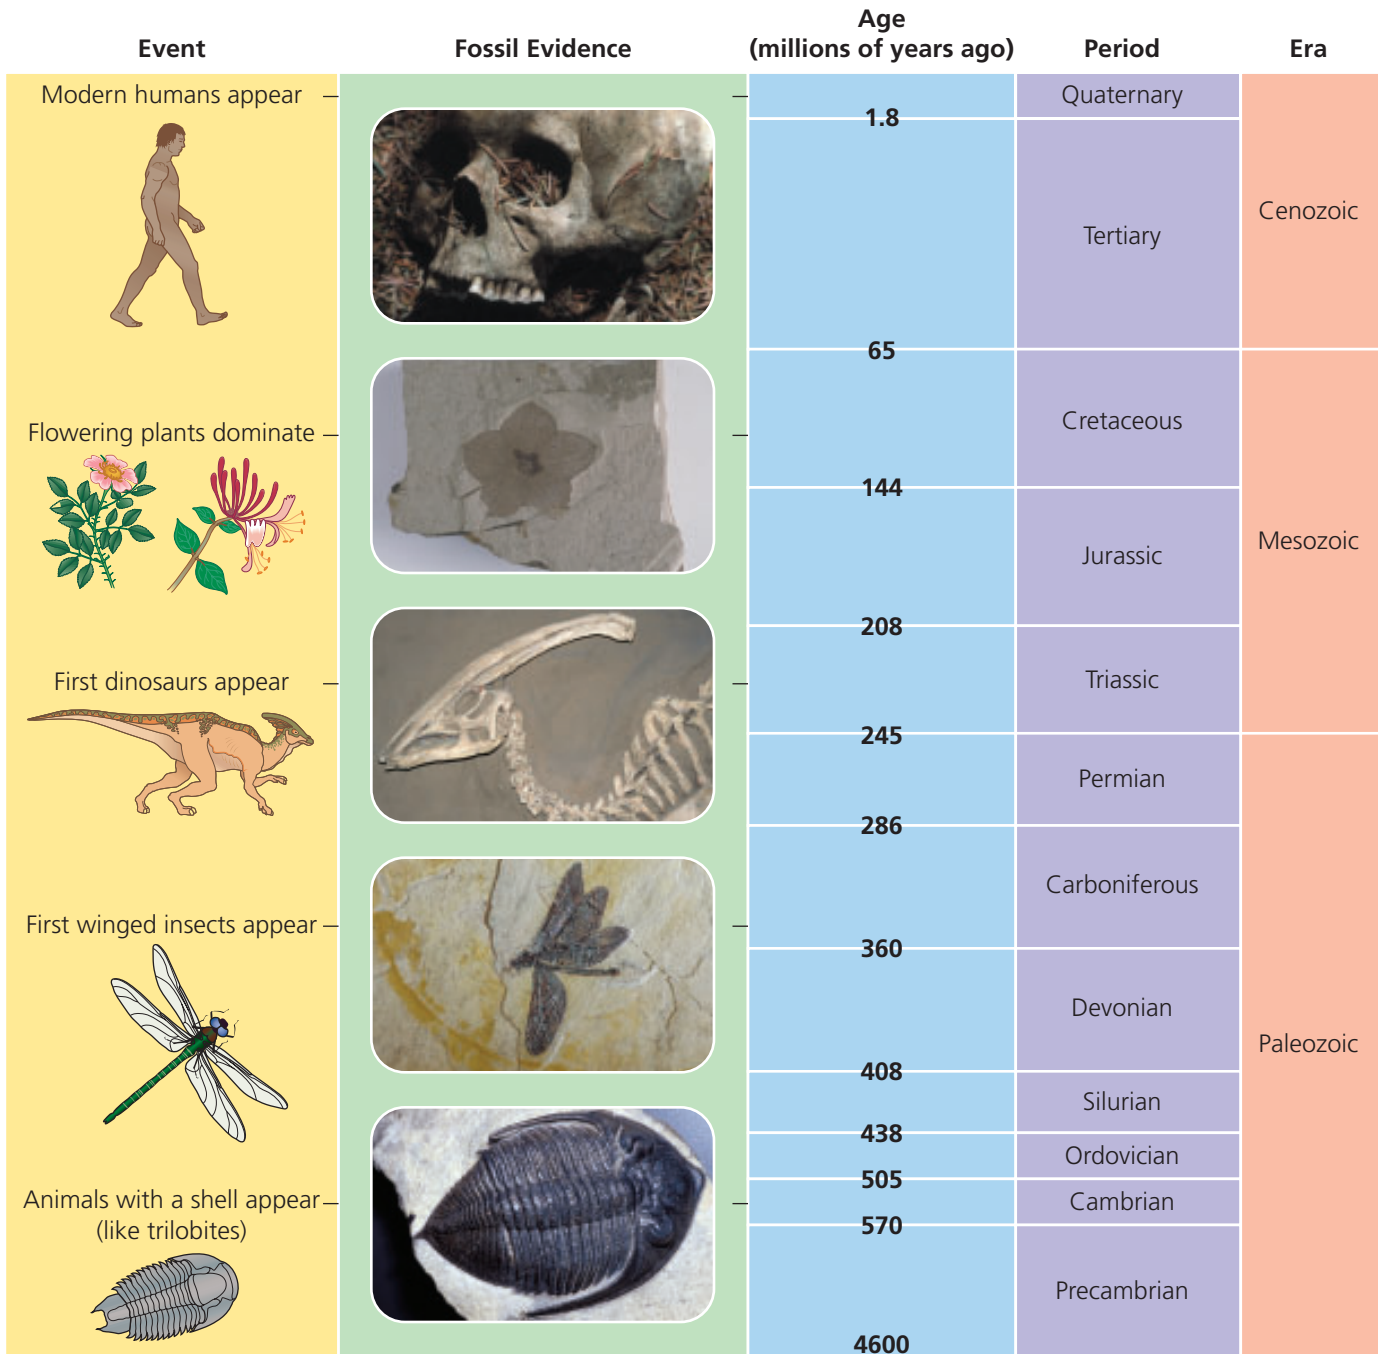 Event
Fossil Evidence
Age
(millions of years ago)
Period
Era
Modern humans appear
Quaternary
1.8
Tertiary
Cenozoic
65
Flowering plants dominate
Cretaceous
144
Jurassic
Mesozoic
208
First dinosaurs appear
Triassic
245
Permian
286
Carboniferous
First winged insects appear
360
Devonian
Paleozoic
408
Silurian
438
Ordovician
505
Animals with a shell appear
(like trilobites)
Cambrian
570
Precambrian
4600